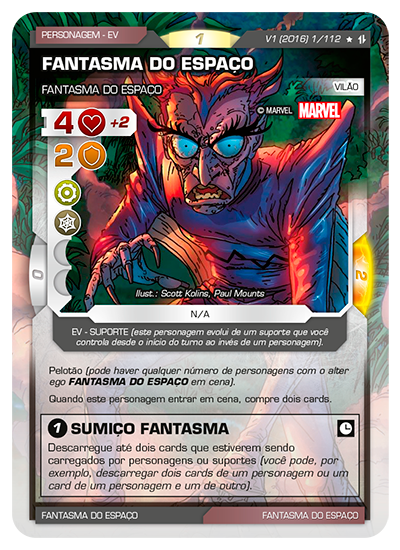 PERSONAGEM - EV
1
V1 (2016) 1/112
FANTASMA DO ESPAÇO
FANTASMA DO ESPAÇO
VILÃO
4 +2
© MARVEL MARVEL
2
0
2
Ilust.: Scott Kolins, Paul Mounts
N/A
EV - SUPORTE (este personagem evolui de um suporte que você
controla desde o início do turno ao invés de um personagem).
Pelotão (pode haver qualquer número de personagens com o alter
ego FANTASMA DO ESPAÇO em cena).
Quando este personagem entrar em cena, compre dois cards.
1 SUMIÇO FANTASMA
Descarregue até dois cards que estiverem sendo
carregados por personagens ou suportes (você pode, por
exemplo, descarregar dois cards de um personagem ou um
card de um personagem e um de outro).
FANTASMA DO ESPAÇO
FANTASMA DO ESPAÇO